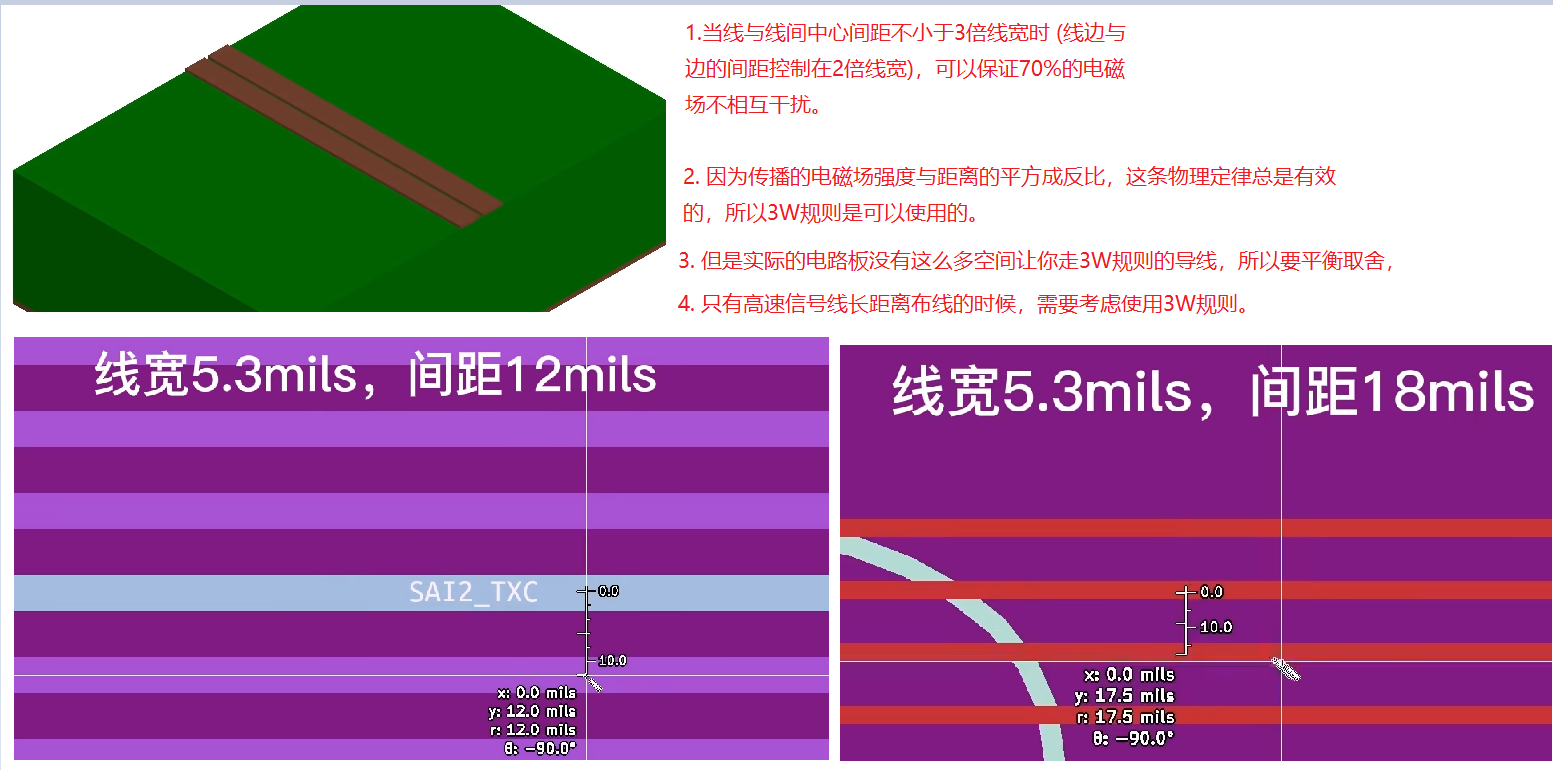 1.当线与线间中心间距不小于3倍线宽时 (线边与
边的间距控制在2倍线宽)，可以保证70%的电磁
场不相互干扰。
2. 因为传播的电磁场强度与距离的平方成反比，这条物理定律总是有效
的，所以3W规则是可以使用的。
3. 但是实际的电路板没有这么多空间让你走3W规则的导线，所以要平衡取舍，
4. 只有高速信号线长距离布线的时候，需要考虑使用3W规则。
线宽5.3mils，间距12mils
SAI2_TXC
0.0
10.0
x: 0.0 mils
y: 12.0 mils
r: 12.0 mils
θ: −90.0°
线宽5.3mils，间距18mils
0.0
10.0
x: 0.0 mils
y: 17.5 mils
r: 17.5 mils
θ: −90.0°